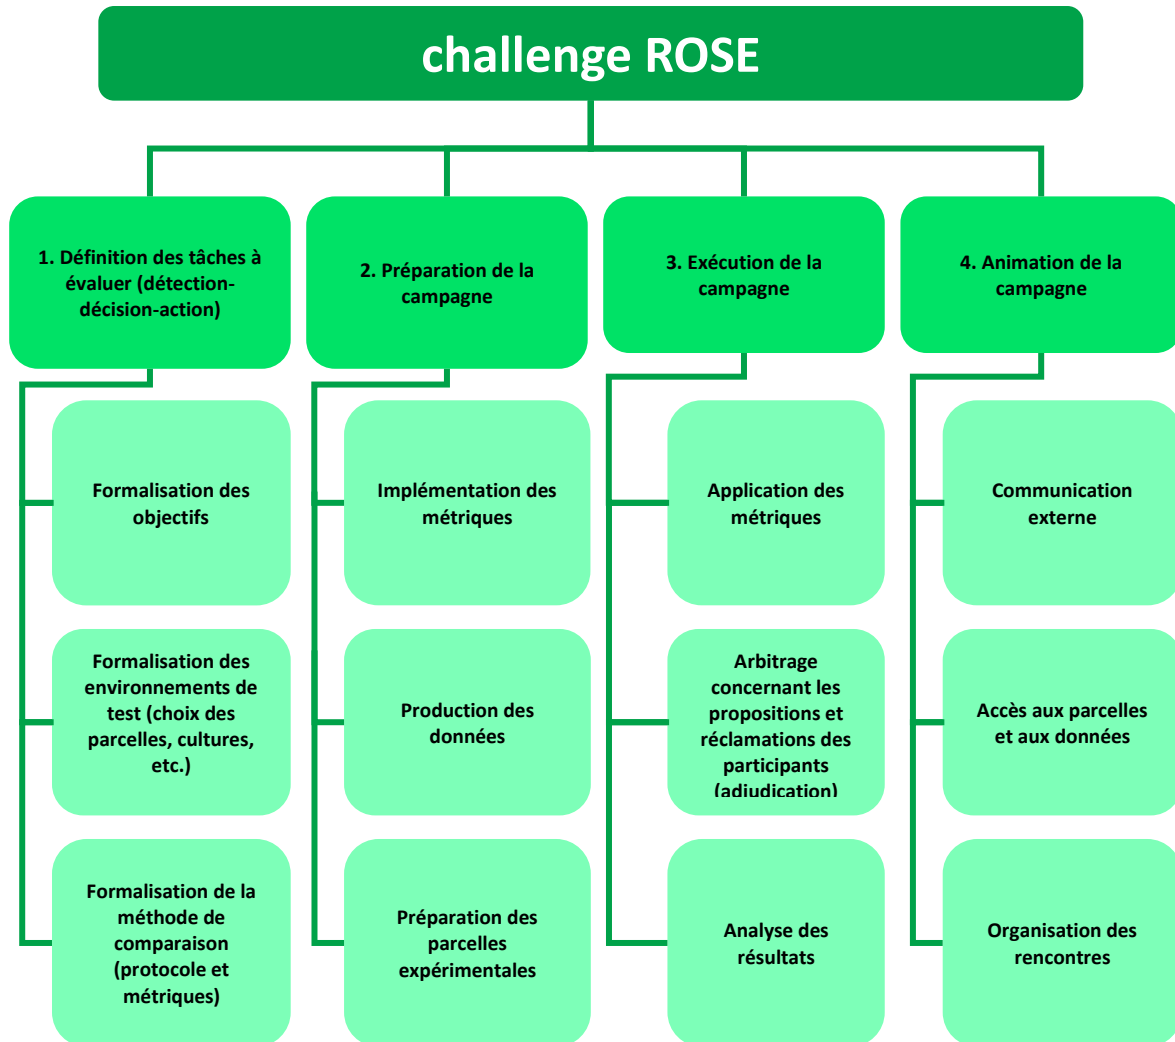 challenge ROSE
1. Définition des tâches à
évaluer (détection-
décision-action)
2. Préparation de la
campagne
3. Exécution de la
campagne
4. Animation de la
campagne
Formalisation des
objectifs
Formalisation des
environnements de
test (choix des
parcelles, cultures,
etc.)
Formalisation de la
méthode de
comparaison
(protocole et
métriques)
Implémentation des
métriques
Production des
données
Préparation des
parcelles
expérimentales
Application des
métriques
Arbitrage
concernant les
propositions et
réclamations des
participants
(adjudication)
Analyse des
résultats
Communication
externe
Accès aux parcelles
et aux données
Organisation des
rencontres